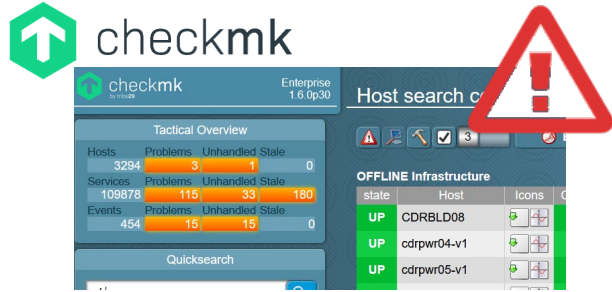 checkmk
checkmk
by tribe29
Enterprise
1.6.0p30
Host search
Tactical Overview
Hosts Problems Unhandled Stale
3294 3 1 0
Services Problems Unhandled Stale
109878 115 33 180
Events Problems Unhandled Stale
454 15 15 0
Quicksearch
3
OFFLINE Infrastructure
state Host Icons
UP CDRBLD08
UP cdrpwr04-v1
UP cdrpwr05-v1